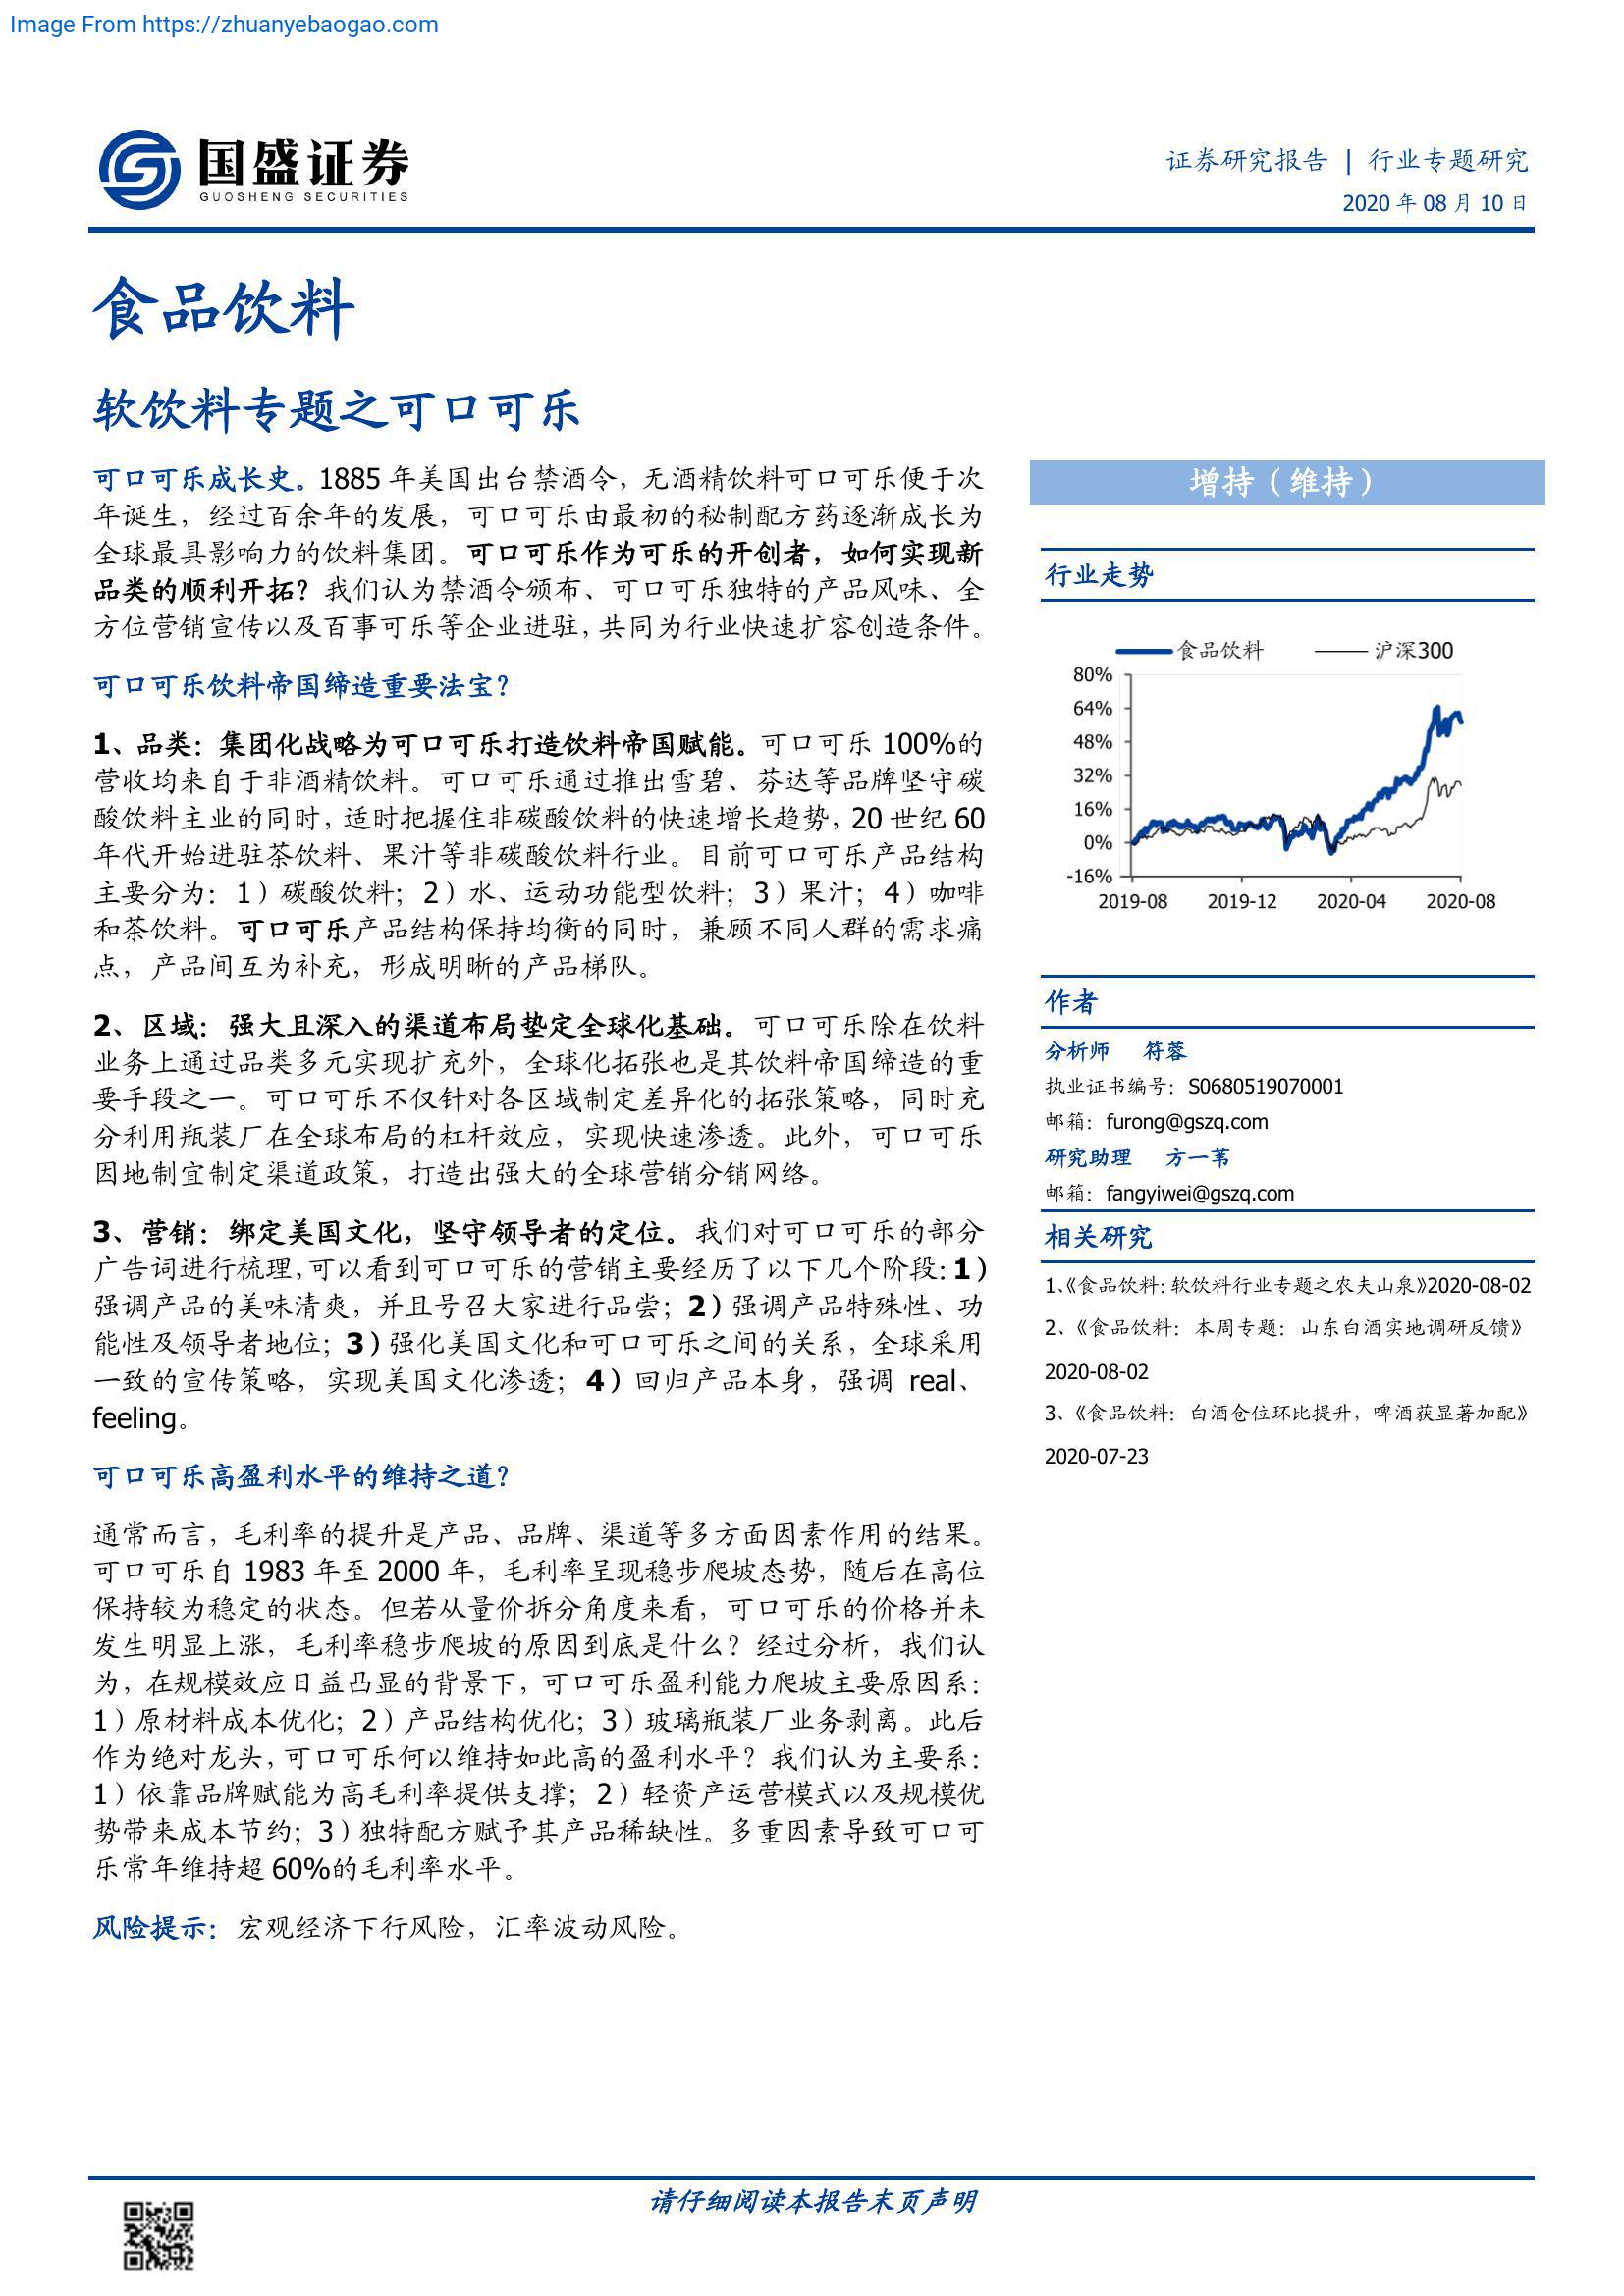 Image From https://zhuanyebaogao.com
国盛证券
GUOSHENG SECURITIES
证券研究报告 | 行业专题研究
2020 年 08 月 10 日
食品饮料
软饮料专题之可口可乐
可口可乐成长史。1885 年美国出台禁酒令，无酒精饮料可口可乐便于次
年诞生，经过百余年的发展，可口可乐由最初的秘制配方药逐渐成长为
全球最具影响力的饮料集团。可口可乐作为可乐的开创者，如何实现新
品类的顺利开拓？我们认为禁酒令颁布、可口可乐独特的产品风味、全
方位营销宣传以及百事可乐等企业进驻，共同为行业快速扩容创造条件。
可口可乐饮料帝国缔造重要法宝？
1、品类：集团化战略为可口可乐打造饮料帝国赋能。可口可乐 100%的
营收均来自于非酒精饮料。可口可乐通过推出雪碧、芬达等品牌坚守碳
酸饮料主业的同时，适时把握住非碳酸饮料的快速增长趋势，20 世纪 60
年代开始进驻茶饮料、果汁等非碳酸饮料行业。目前可口可乐产品结构
主要分为：1）碳酸饮料；2）水、运动功能型饮料；3）果汁；4）咖啡
和茶饮料。可口可乐产品结构保持均衡的同时，兼顾不同人群的需求痛
点，产品间互为补充，形成明晰的产品梯队。
2、区域：强大且深入的渠道布局垫定全球化基础。可口可乐除在饮料
业务上通过品类多元实现扩充外，全球化拓张也是其饮料帝国缔造的重
要手段之一。可口可乐不仅针对各区域制定差异化的拓张策略，同时充
分利用瓶装厂在全球布局的杠杆效应，实现快速渗透。此外，可口可乐
因地制宜制定渠道政策，打造出强大的全球营销分销网络。
3、营销：绑定美国文化，坚守领导者的定位。我们对可口可乐的部分
广告词进行梳理，可以看到可口可乐的营销主要经历了以下几个阶段：1）
强调产品的美味清爽，并且号召大家进行品尝；2）强调产品特殊性、功
能性及领导者地位；3）强化美国文化和可口可乐之间的关系，全球采用
一致的宣传策略，实现美国文化渗透；4）回归产品本身，强调 real、
feeling。
可口可乐高盈利水平的维持之道？
通常而言，毛利率的提升是产品、品牌、渠道等多方面因素作用的结果。
可口可乐自 1983 年至 2000 年，毛利率呈现稳步爬坡态势，随后在高位
保持较为稳定的状态。但若从量价拆分角度来看，可口可乐的价格并未
发生明显上涨，毛利率稳步爬坡的原因到底是什么？经过分析，我们认
为，在规模效应日益凸显的背景下，可口可乐盈利能力爬坡主要原因系：
1）原材料成本优化；2）产品结构优化；3）玻璃瓶装厂业务剥离。此后
作为绝对龙头，可口可乐何以维持如此高的盈利水平？我们认为主要系：
1）依靠品牌赋能为高毛利率提供支撑；2）轻资产运营模式以及规模优
势带来成本节约；3）独特配方赋予其产品稀缺性。多重因素导致可口可
乐常年维持超 60%的毛利率水平。
风险提示：宏观经济下行风险，汇率波动风险。
增持（维持）
行业走势
食品饮料 沪深300
80%
64%
48%
32%
16%
0%
-16%
2019-08 2019-12 2020-04 2020-08
作者
分析师 符蓉
执业证书编号：S0680519070001
邮箱：furong@gszq.com
研究助理 方一苇
邮箱：fangyiwei@gszq.com
相关研究
1、《食品饮料：软饮料行业专题之农夫山泉》2020-08-02
2、《食品饮料：本周专题：山东白酒实地调研反馈》
2020-08-02
3、《食品饮料：白酒仓位环比提升，啤酒获显著加配》
2020-07-23
请仔细阅读本报告末页声明